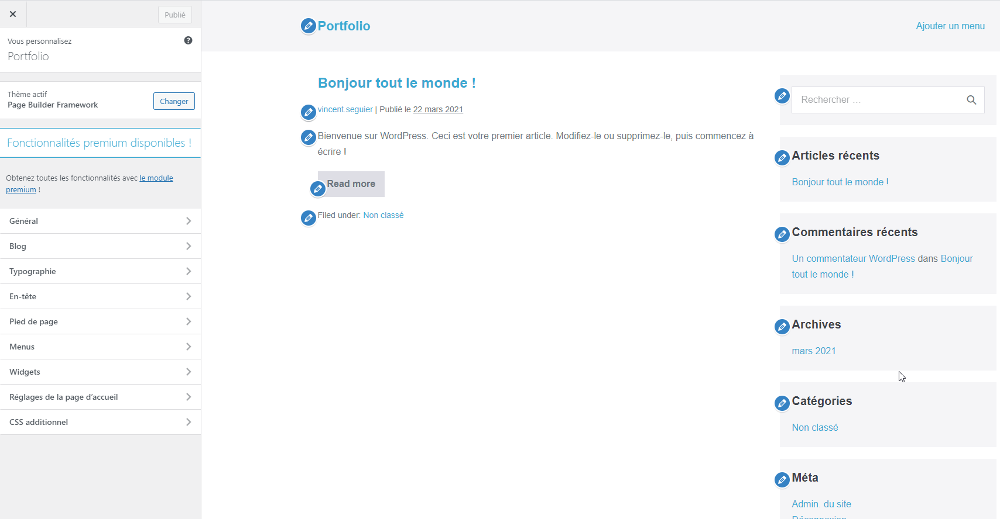 Publié
Vous personnalisez
Portfolio
Thème actif
Page Builder Framework
Changer
Fonctionnalités premium disponibles !
Obtenez toutes les fonctionnalités avec le module
premium !
Général
Blog
Typographie
En-tête
Pied de page
Menus
Widgets
Réglages de la page d’accueil
CSS additionnel
Portfolio
Ajouter un menu
Bonjour tout le monde !
vincent.seguier | Publié le 22 mars 2021
Bienvenue sur WordPress. Ceci est votre premier article. Modifiez-le ou supprimez-le, puis commencez à
écrire !
Read more
Filed under: Non classé
Rechercher …
Articles récents
Bonjour tout le monde !
Commentaires récents
Un commentateur WordPress dans Bonjour
tout le monde !
Archives
mars 2021
Catégories
Non classé
Méta
Admin. du site
Déconnexion